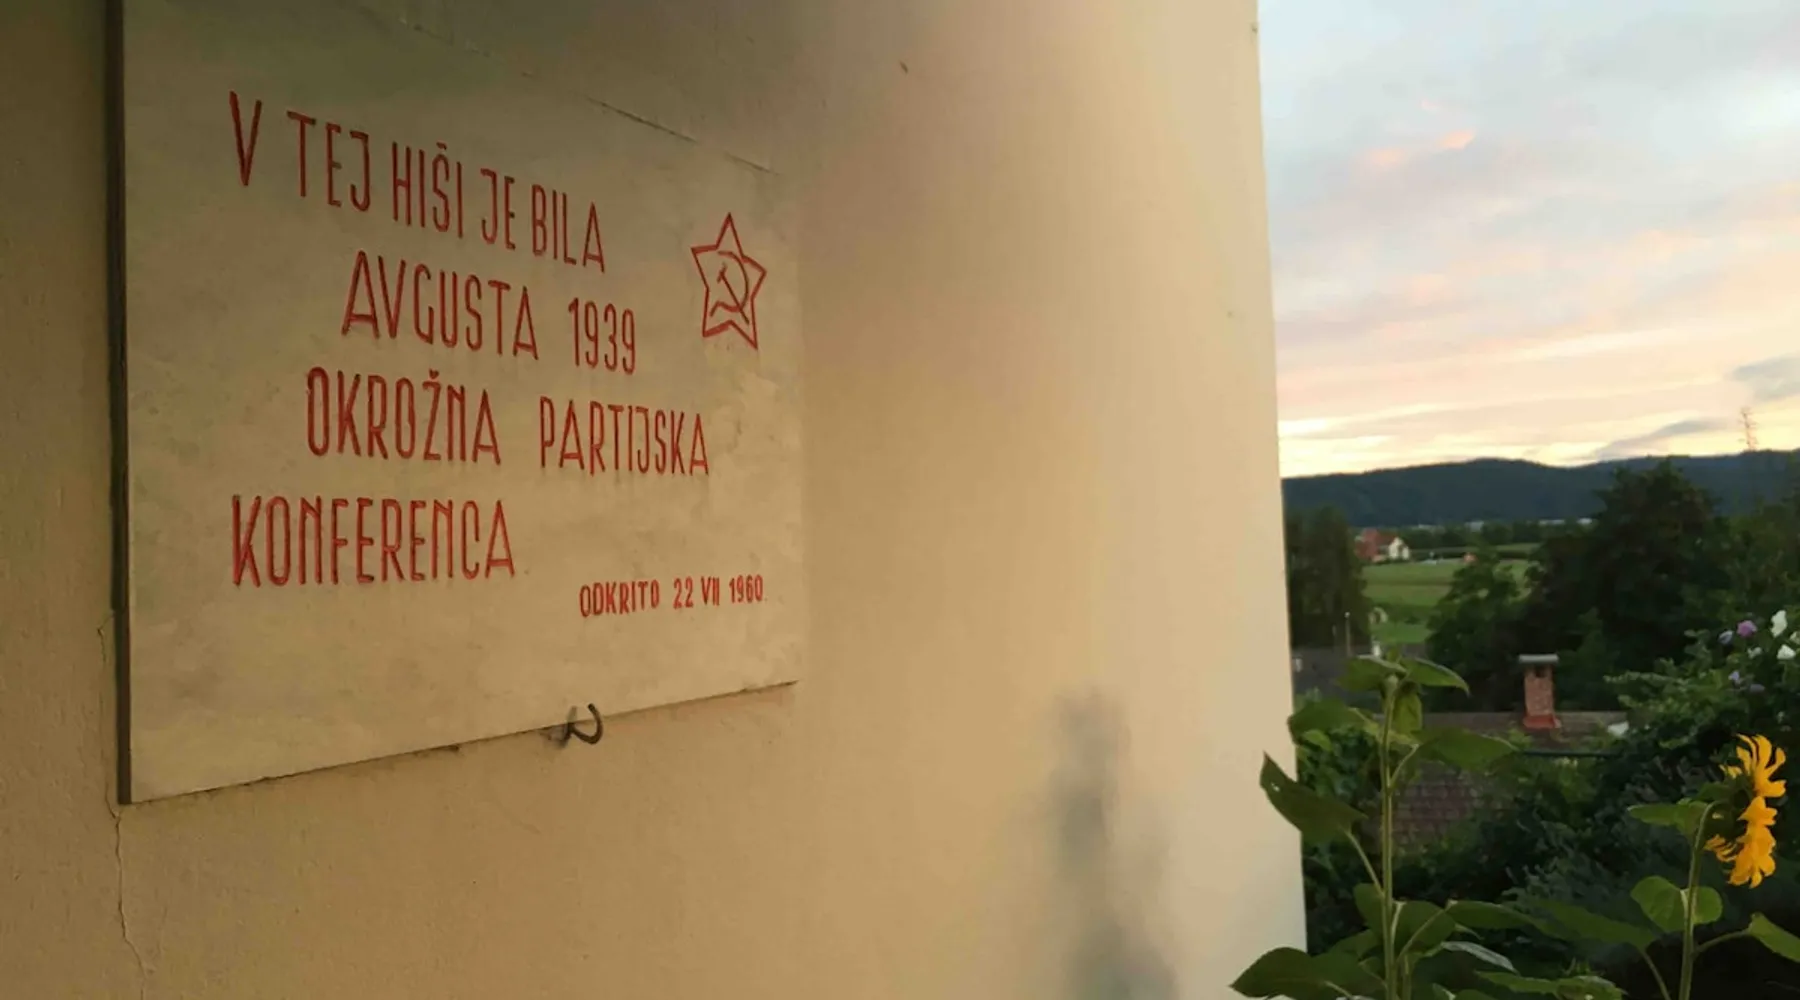 V TEJ HIŠI JE BILA
AVGUSTA 1939
OKROŽNA PARTIJSKA
KONFERENCA
ODKRITO 22 VII 1960.